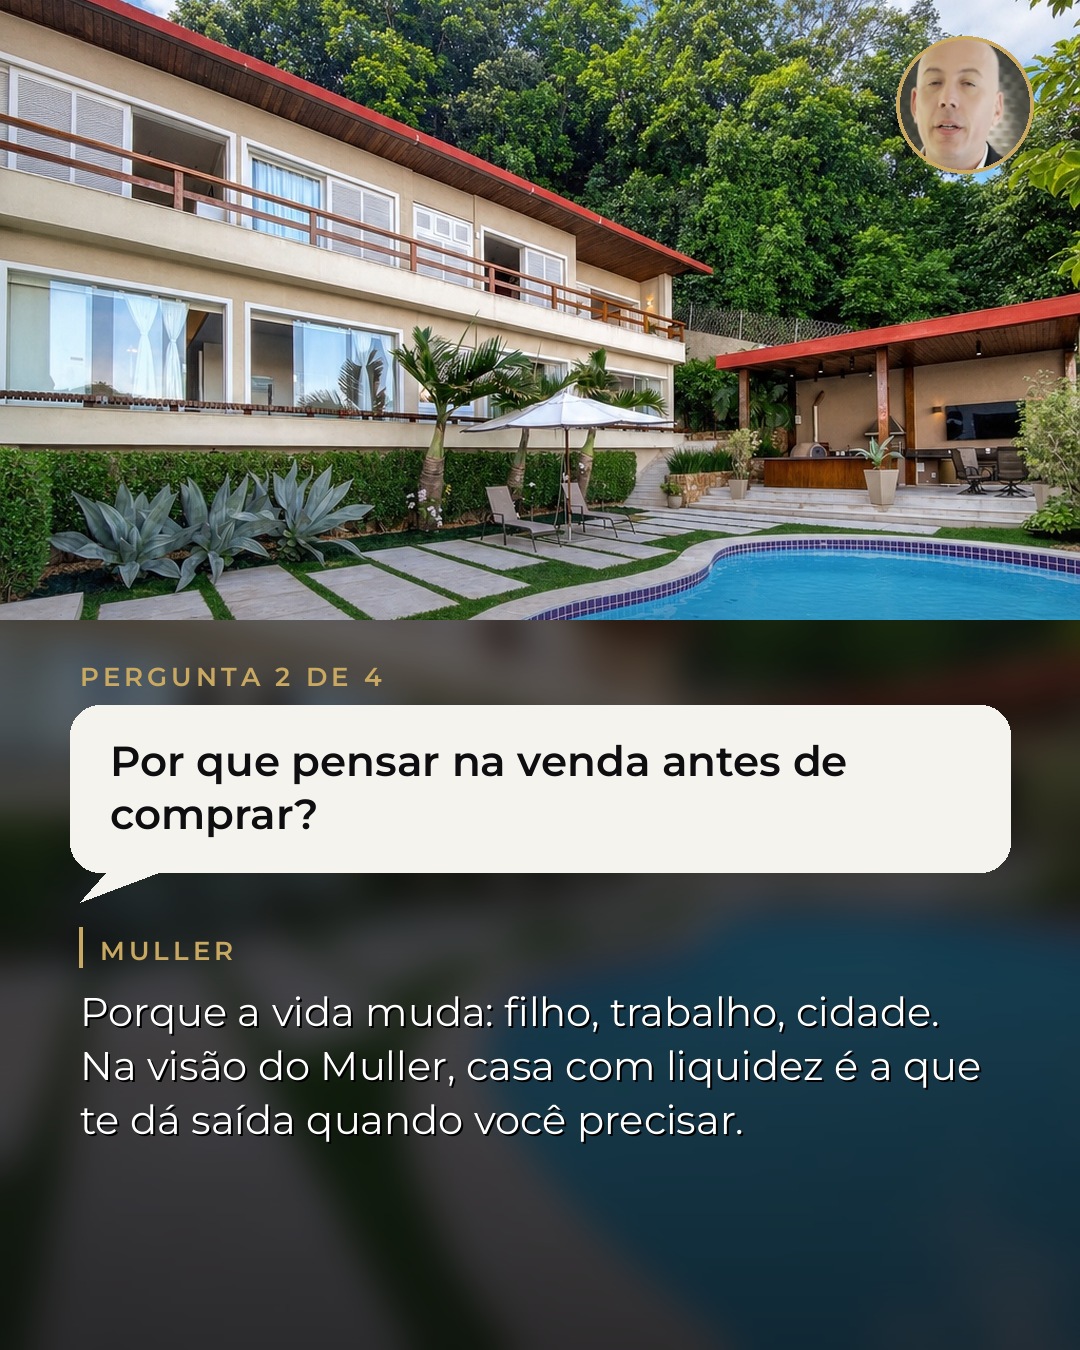 PERGUNTA 2 DE 4
Por que pensar na venda antes de
comprar?
MULLER
Porque a vida muda: filho, trabalho, cidade.
Na visão do Muller, casa com liquidez é a que
te dá saída quando você precisar.